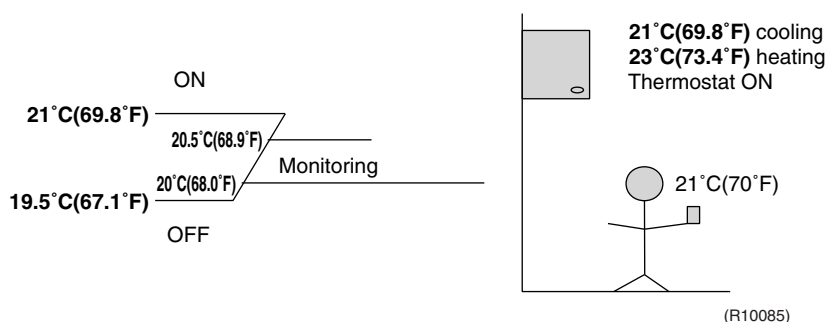 ON
21˚C(69.8˚F)
20.5˚C(68.9˚F)
Monitoring
20˚C(68.0˚F)
19.5˚C(67.1˚F)
OFF
21˚C(69.8˚F) cooling
23˚C(73.4˚F) heating
Thermostat ON
21˚C(70˚F)
(R10085)